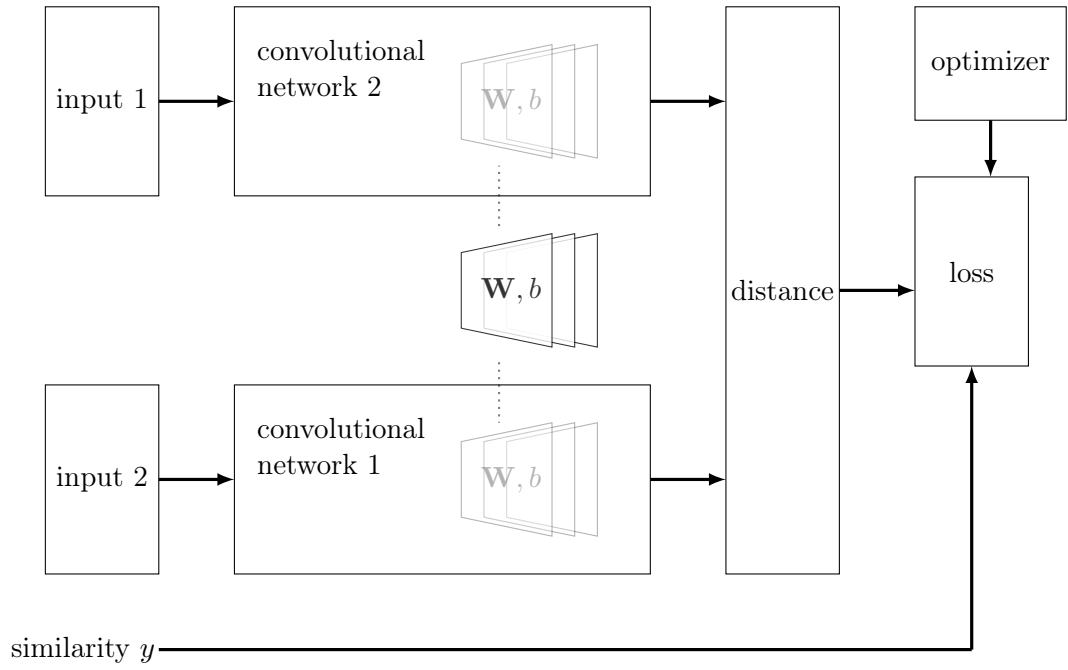 input 1
convolutional
network 2
W, b
optimizer
W, b
distance
loss
input 2
convolutional
network 1
W, b
similarity y